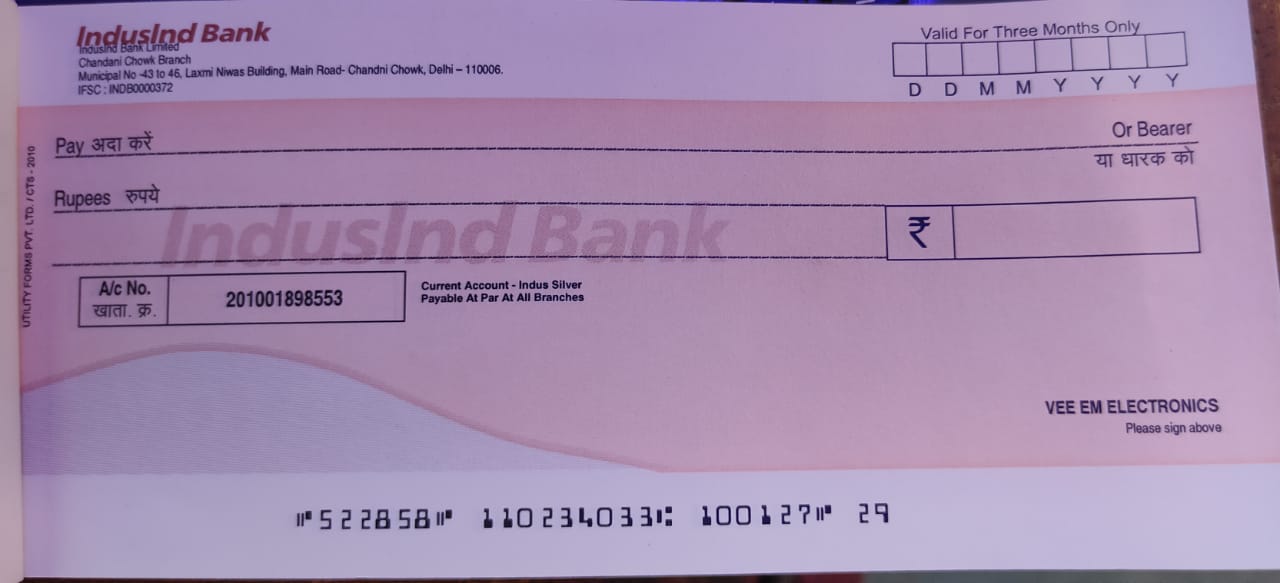 IndusInd Bank
IndusInd Bank Limited
Chandani Chowk Branch
Municipal No -43 to 46, Laxmi Niwas Building, Main Road- Chandni Chowk, Delhi – 110006.
IFSC : INDB0000372
Valid For Three Months Only
D D M M Y Y Y Y
Pay अदा करें
Or Bearer
या धारक को
Rupees रुपये
₹
IndusInd Bank
A/c No.
खाता. क्र.
201001898553
Current Account - Indus Silver
Payable At Par At All Branches
UTILITY FORMS PVT. LTD. / CTS - 2010
VEE EM ELECTRONICS
Please sign above
⑈522858⑈ 110234033⑆ 100127⑈ 29